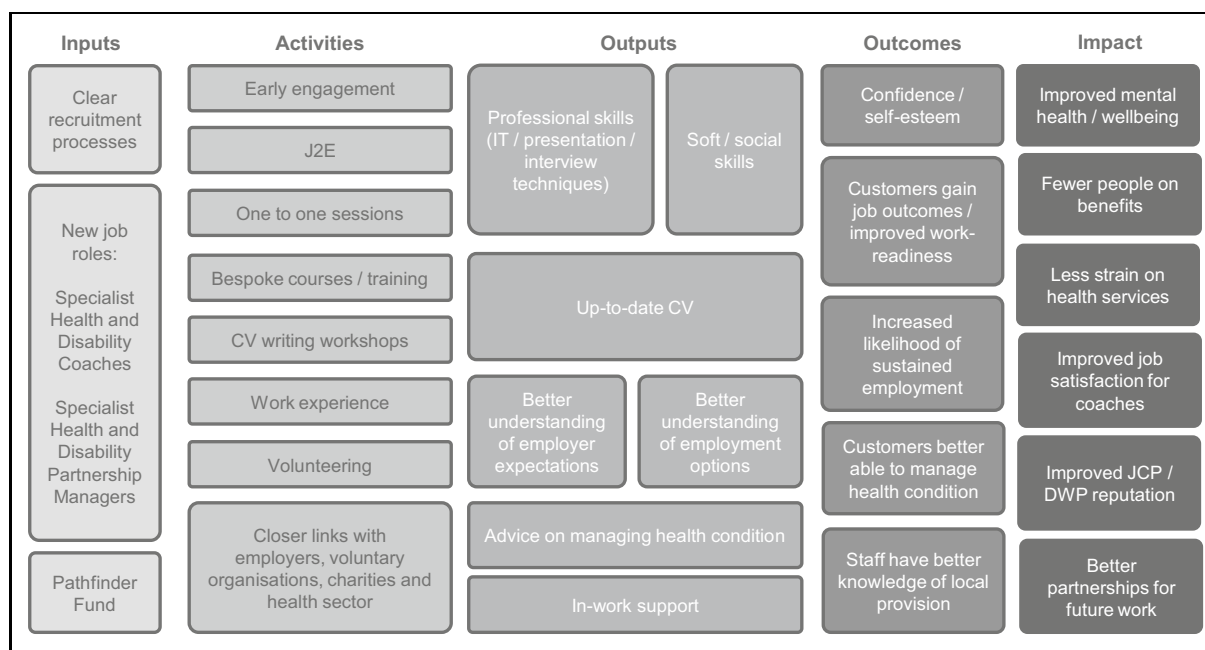 Inputs
Activities
Outputs
Outcomes
Impact
Clear
recruitment
processes
New job
roles:
Specialist
Health and
Disability
Coaches
Specialist
Health and
Disability
Partnership
Managers
Pathfinder
Fund
Early engagement
J2E
One to one sessions
Bespoke courses / training
CV writing workshops
Work experience
Volunteering
Closer links with
employers, voluntary
organisations, charities and
health sector
Professional skills
(IT / presentation /
interview
techniques)
Soft / social
skills
Up-to-date CV
Better
understanding
of employer
expectations
Better
understanding
of employment
options
Advice on managing health condition
In-work support
Confidence /
self-esteem
Customers gain
job outcomes /
improved work-
readiness
Increased
likelihood of
sustained
employment
Customers better
able to manage
health condition
Staff have better
knowledge of local
provision
Improved mental
health / wellbeing
Fewer people on
benefits
Less strain on
health services
Improved job
satisfaction for
coaches
Improved JCP /
DWP reputation
Better
partnerships for
future work